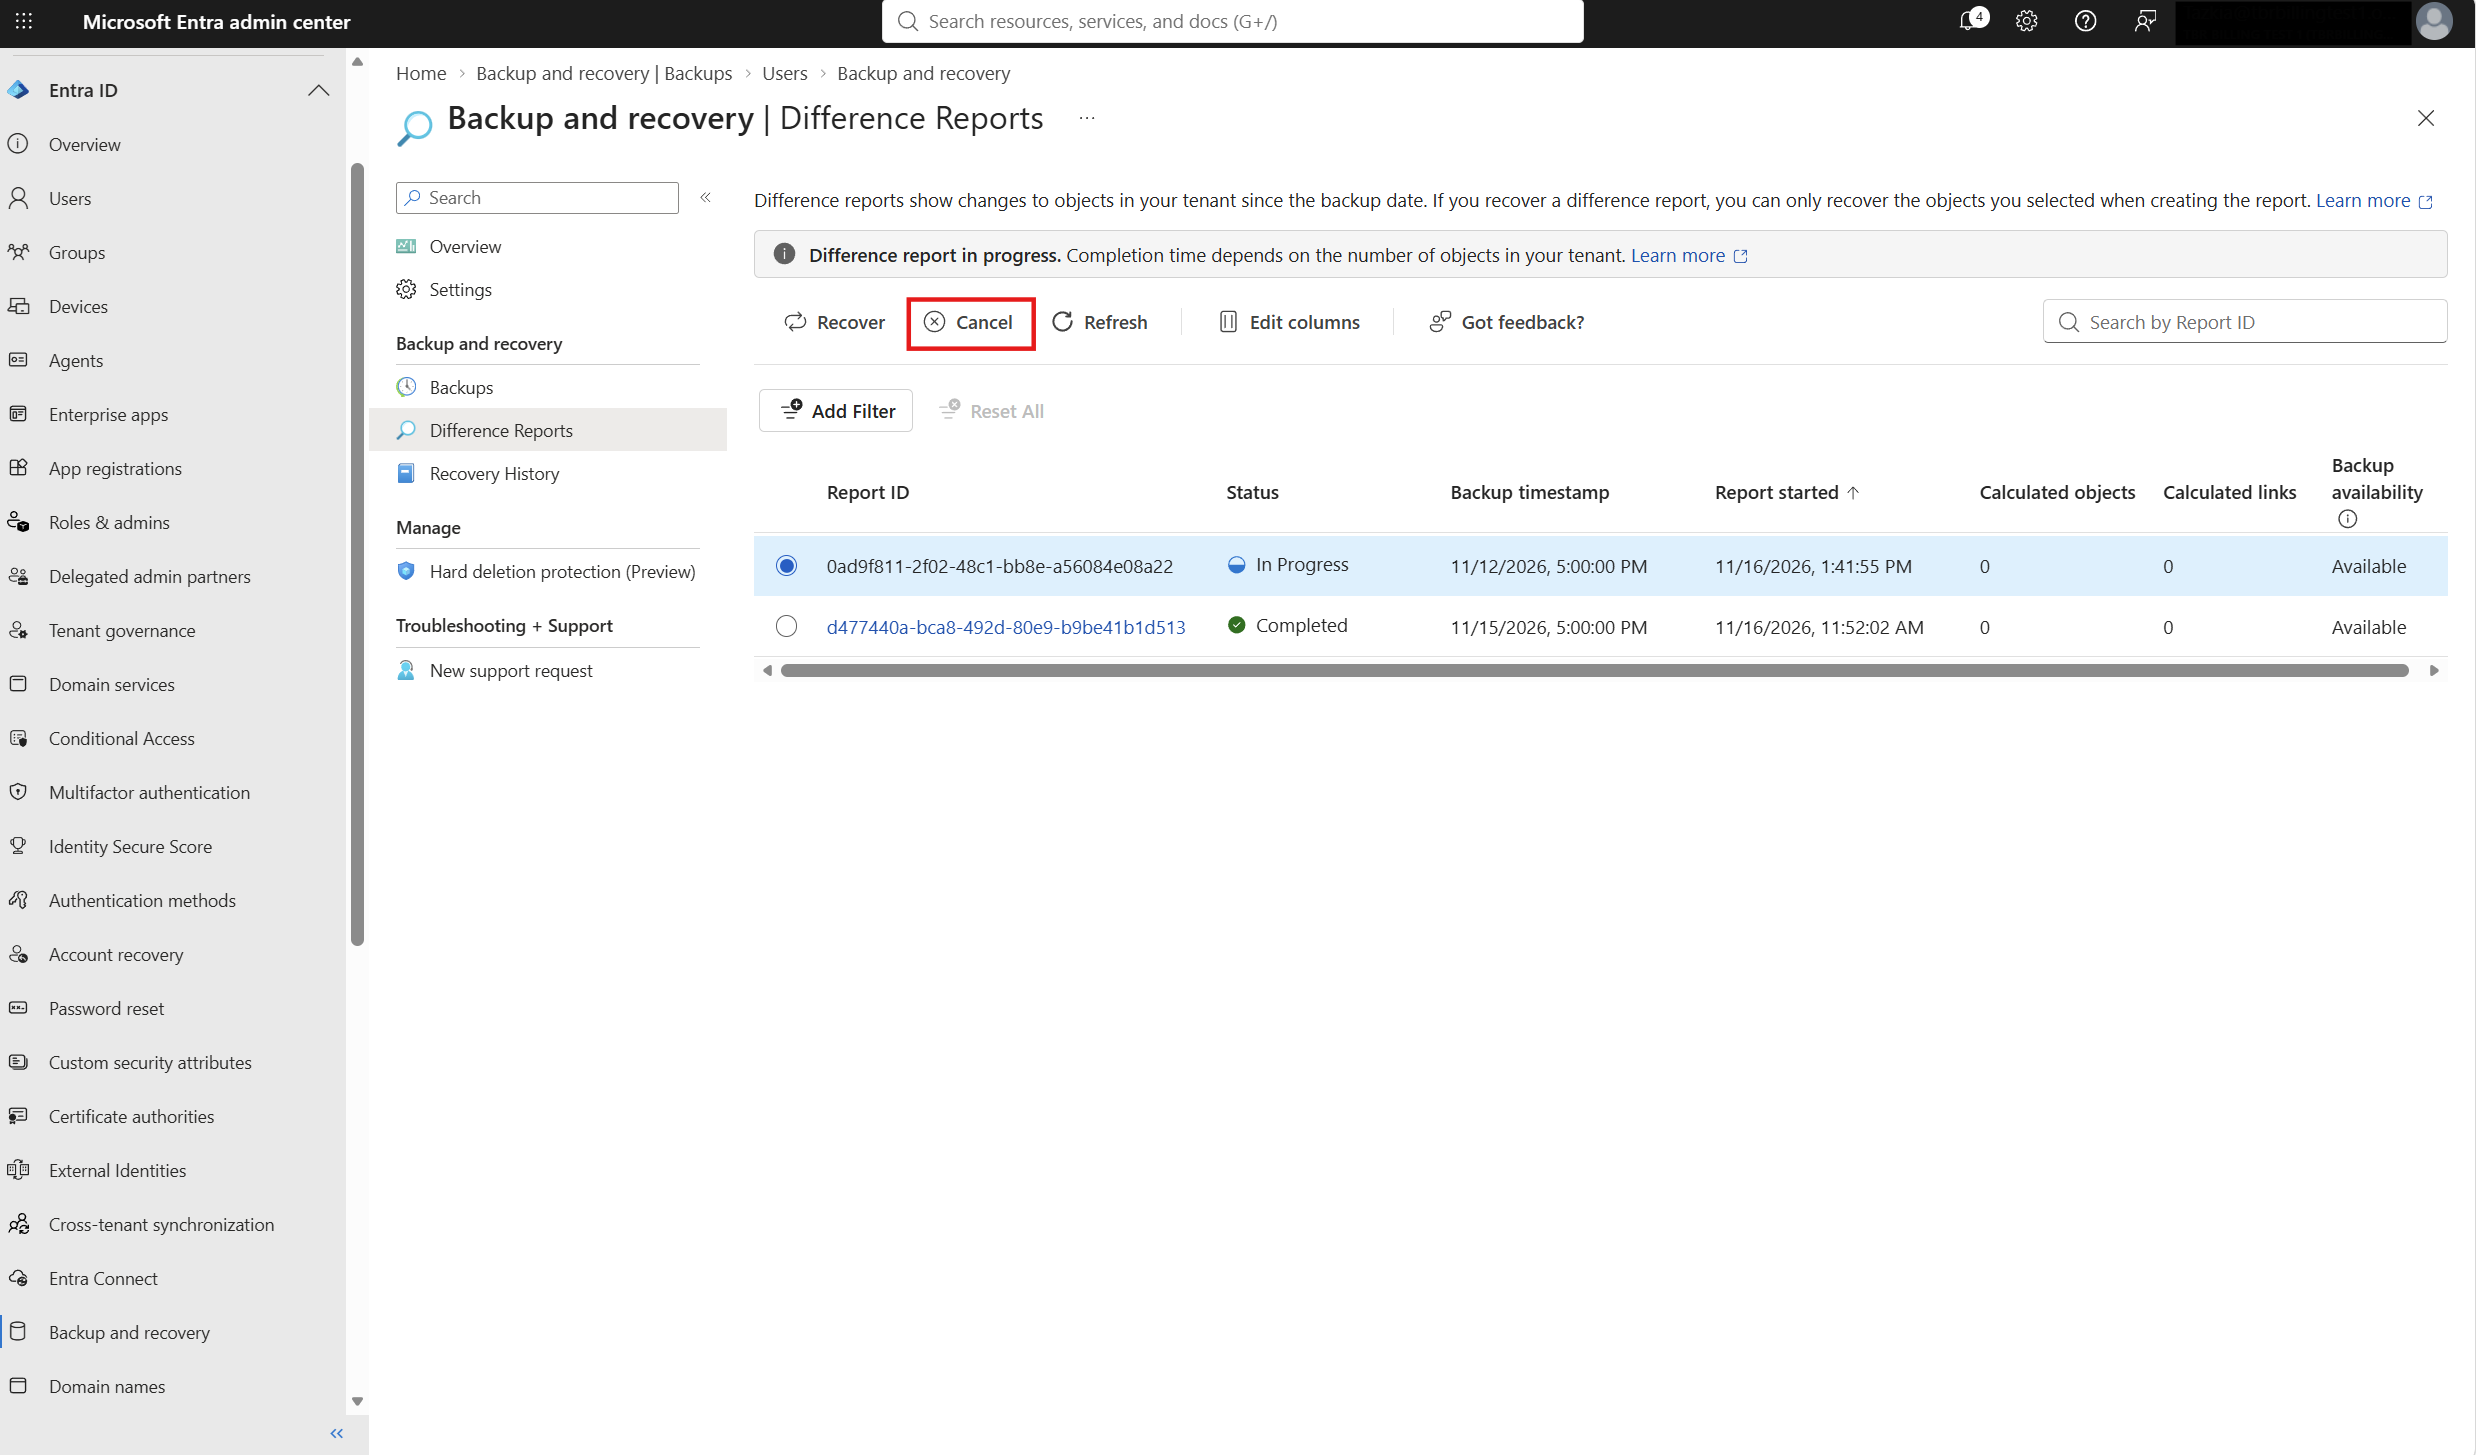 Microsoft Entra admin center
Search resources, services, and docs (G+/)
4
Entra ID
Overview
Users
Groups
Devices
Agents
Enterprise apps
App registrations
Roles & admins
Delegated admin partners
Tenant governance
Domain services
Conditional Access
Multifactor authentication
Identity Secure Score
Authentication methods
Account recovery
Password reset
Custom security attributes
Certificate authorities
External Identities
Cross-tenant synchronization
Entra Connect
Backup and recovery
Domain names
Home > Backup and recovery | Backups > Users > Backup and recovery
Backup and recovery | Difference Reports ...
Search
Overview
Settings
Backup and recovery
Backups
Difference Reports
Recovery History
Manage
Hard deletion protection (Preview)
Troubleshooting + Support
New support request
Difference reports show changes to objects in your tenant since the backup date. If you recover a difference report, you can only recover the objects you selected when creating the report. Learn more
Difference report in progress. Completion time depends on the number of objects in your tenant. Learn more
Recover Cancel Refresh Edit columns Got feedback? Search by Report ID
Add Filter Reset All
Report ID Status Backup timestamp Report started ↑ Calculated objects Calculated links Backup availability
0ad9f811-2f02-48c1-bb8e-a56084e08a22 In Progress 11/12/2026, 5:00:00 PM 11/16/2026, 1:41:55 PM 0 0 Available
d477440a-bca8-492d-80e9-b9be41b1d513 Completed 11/15/2026, 5:00:00 PM 11/16/2026, 11:52:02 AM 0 0 Available